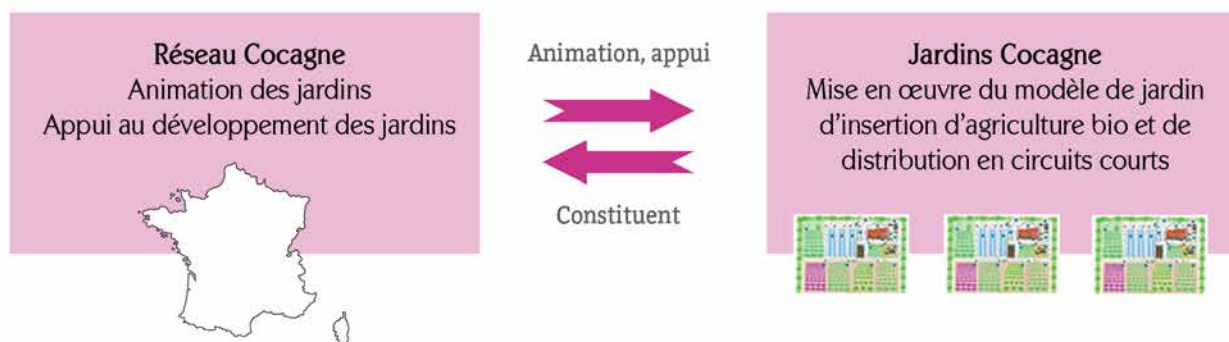 Réseau Cocagne
Animation des jardins
Appui au développement des jardins
Animation, appui
Constituent
Jardins Cocagne
Mise en œuvre du modèle de jardin
d’insertion d’agriculture bio et de
distribution en circuits courts